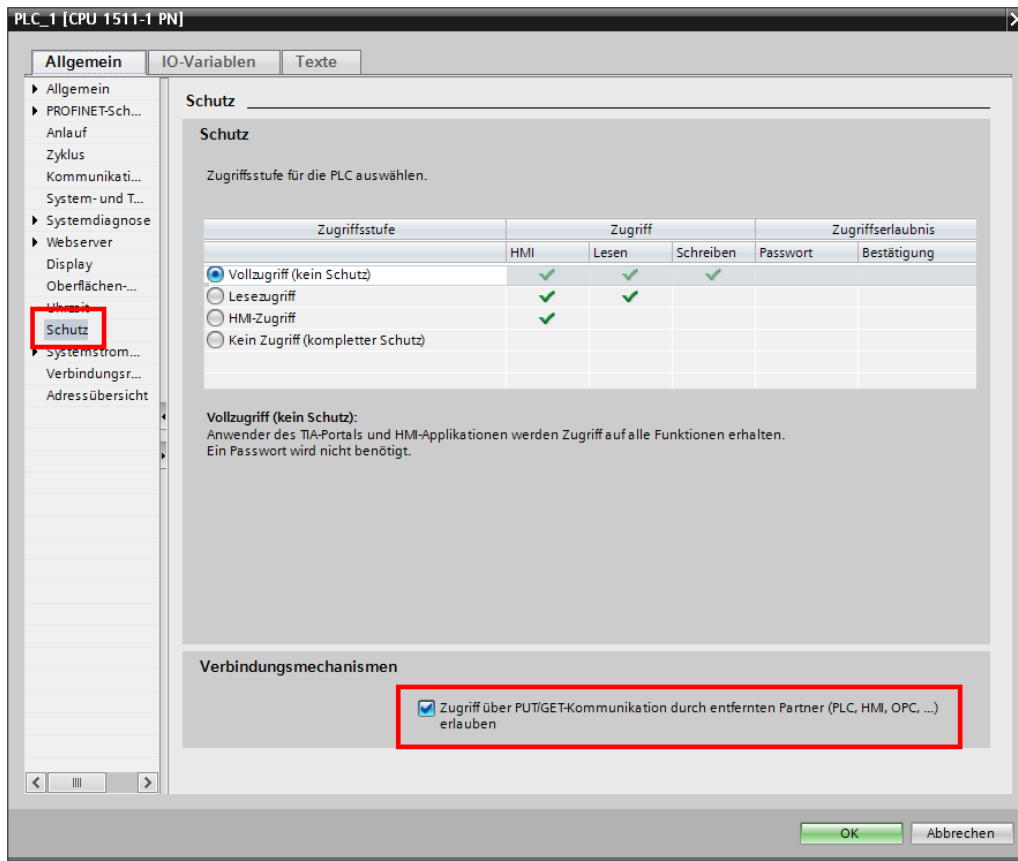 PLC_1 [CPU 1511-1 PN]
Allgemein IO-Variablen Texte
Allgemein
PROFINET-Sch...
Anlauf
Zyklus
Kommunikati...
System- und T...
Systemdiagnose
Webserver
Display
Oberflächen-...
Uhrzeit
Schutz
Systemstrom...
Verbindungsr...
Adressübersicht
Schutz
Schutz
Zugriffsstufe für die PLC auswählen.
Zugriffsstufe Zugriff Zugriffserlaubnis
HMI Lesen Schreiben Passwort Bestätigung
Vollzugriff (kein Schutz)
Lesezugriff
HMI-Zugriff
Kein Zugriff (kompletter Schutz)
Vollzugriff (kein Schutz):
Anwender des TIA-Portals und HMI-Applikationen werden Zugriff auf alle Funktionen erhalten.
Ein Passwort wird nicht benötigt.
Verbindungsmechanismen
Zugriff über PUT/GET-Kommunikation durch entfernten Partner (PLC, HMI, OPC, ...)
erlauben
OK Abbrechen